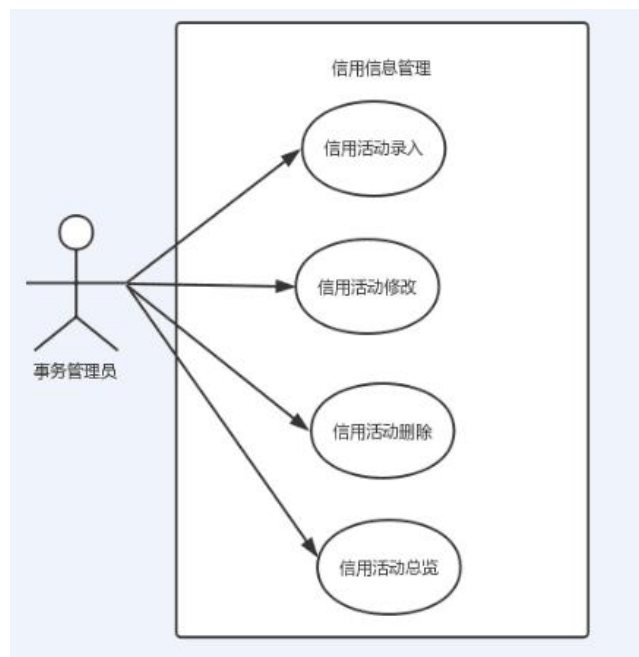 信用信息管理
信用活动录入
信用活动修改
事务管理员
信用活动删除
信用活动总览